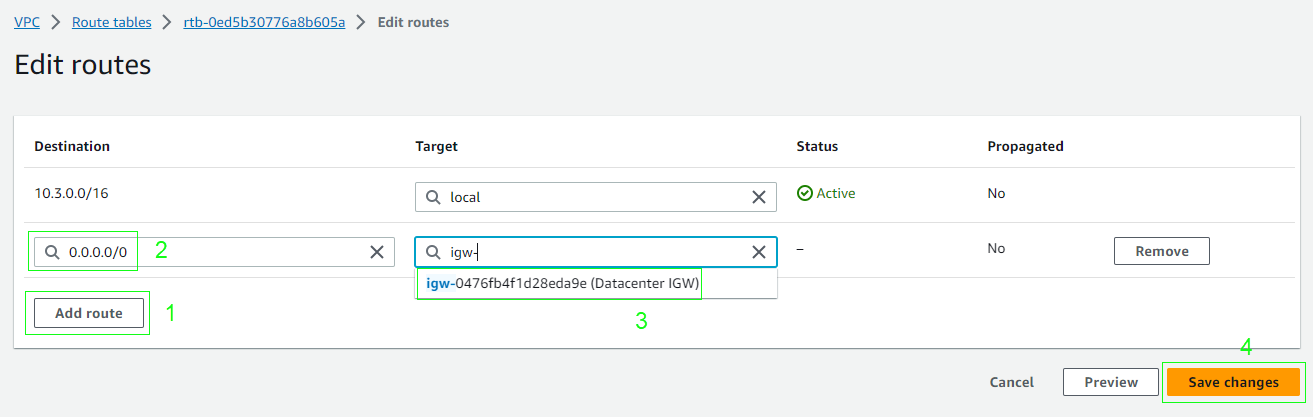 VPC > Route tables > rtb-0ed5b30776a8b605a > Edit routes
Edit routes
Destination Target Status Propagated
10.3.0.0/16 local Active No
0.0.0.0/0 2 igw- – No Remove
igw-0476fb4f1d28eda9e (Datacenter IGW)
Add route 1 3
4
Cancel Preview Save changes